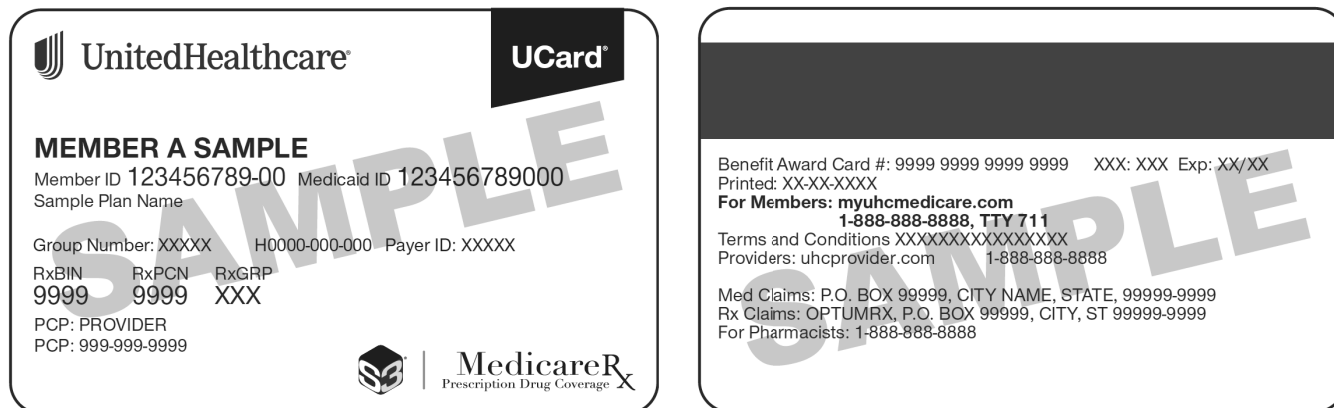 UnitedHealthcare®
UCard®
MEMBER A SAMPLE
Member ID 123456789-00 Medicaid ID 123456789000
Sample Plan Name
Group Number: XXXXX H0000-000-000 Payer ID: XXXXX
RxBIN RxPCN RxGRP
9999 9999 XXX
PCP: PROVIDER
PCP: 999-999-9999
S3®
MedicareRx
Prescription Drug Coverage
SAMPLE
Benefit Award Card #: 9999 9999 9999 9999 XXX: XXX Exp: XX/XX
Printed: XX-XX-XXXX
For Members: myuhcmedicare.com
1-888-888-8888, TTY 711
Terms and Conditions XXXXXXXXXXXXXXXX
Providers: uhcprovider.com 1-888-888-8888
Med Claims: P.O. BOX 99999, CITY NAME, STATE, 99999-9999
Rx Claims: OPTUMRX, P.O. BOX 99999, CITY, ST 99999-9999
For Pharmacists: 1-888-888-8888
SAMPLE